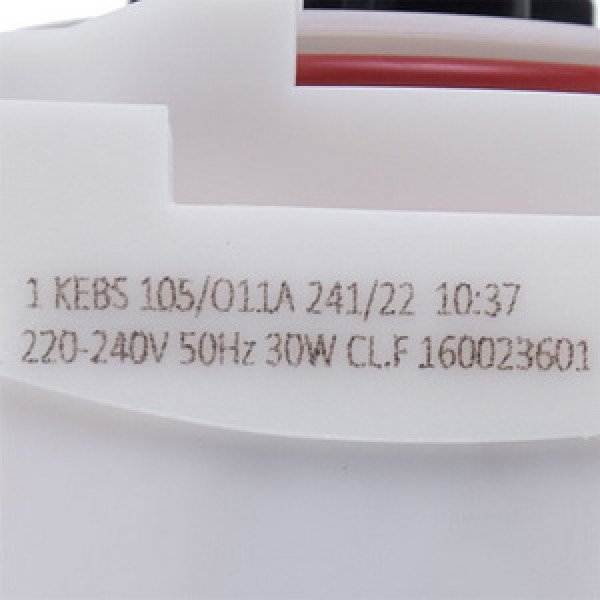 1 KEBS 105/011A 241/22 10:37
220-240V 50Hz 30W CL.F 160023601